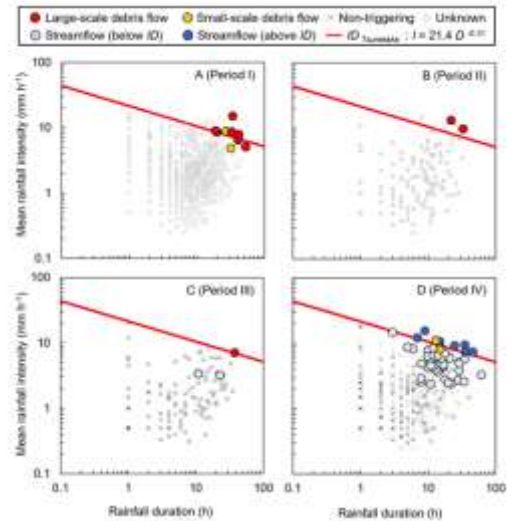 Large-scale debris flow Small-scale debris flow Non-triggering Unknown
Streamflow (below ID) Streamflow (above ID) : I = 21.4 D
A (Period I) B (Period II)
Mean rainfall intensity (mm h⁻¹)
100
10
1
0.1
C (Period III) D (Period IV)
Mean rainfall intensity (mm h⁻¹)
100
10
1
0.1
0.1 1 10 100 0.1 1 10 100
Rainfall duration (h) Rainfall duration (h)